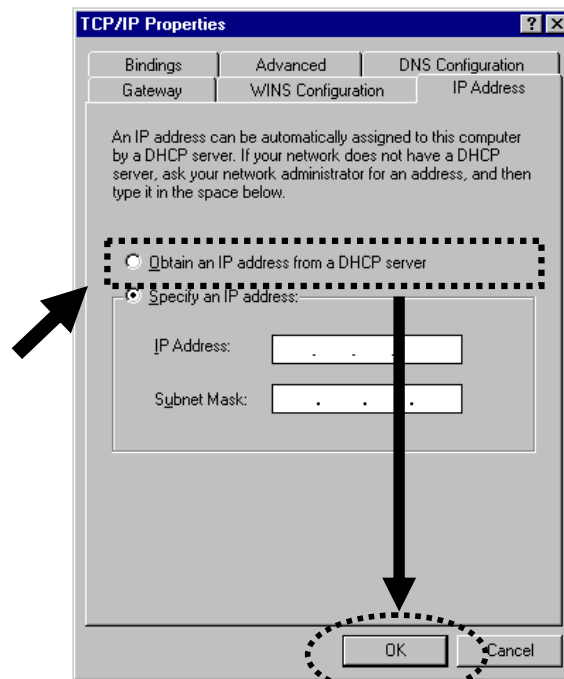 TCP/IP Properties
Bindings Advanced DNS Configuration
Gateway WINS Configuration IP Address
An IP address can be automatically assigned to this computer
by a DHCP server. If your network does not have a DHCP
server, ask your network administrator for an address, and then
type it in the space below.
Obtain an IP address from a DHCP server
Specify an IP address:
IP Address:
Subnet Mask:
OK Cancel